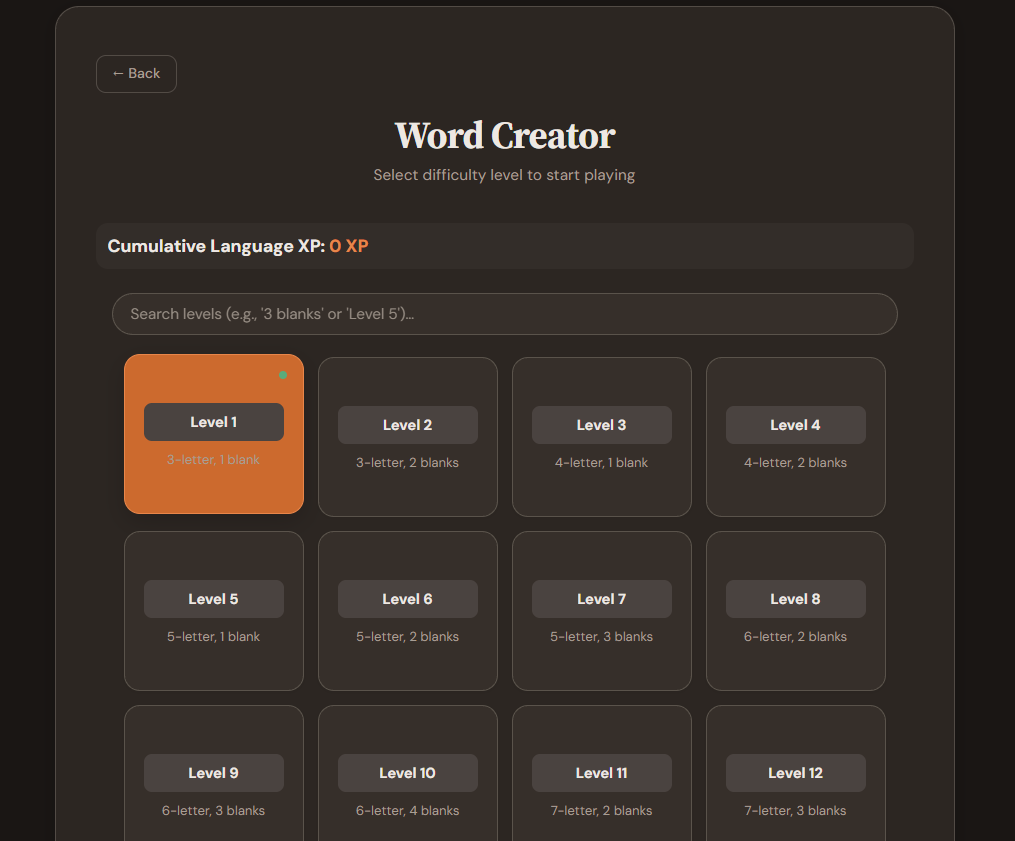 ← Back
Word Creator
Select difficulty level to start playing
Cumulative Language XP: 0 XP
Search levels (e.g., '3 blanks' or 'Level 5')...
Level 1
3-letter, 1 blank
Level 2
3-letter, 2 blanks
Level 3
4-letter, 1 blank
Level 4
4-letter, 2 blanks
Level 5
5-letter, 1 blank
Level 6
5-letter, 2 blanks
Level 7
5-letter, 3 blanks
Level 8
6-letter, 2 blanks
Level 9
6-letter, 3 blanks
Level 10
6-letter, 4 blanks
Level 11
7-letter, 2 blanks
Level 12
7-letter, 3 blanks